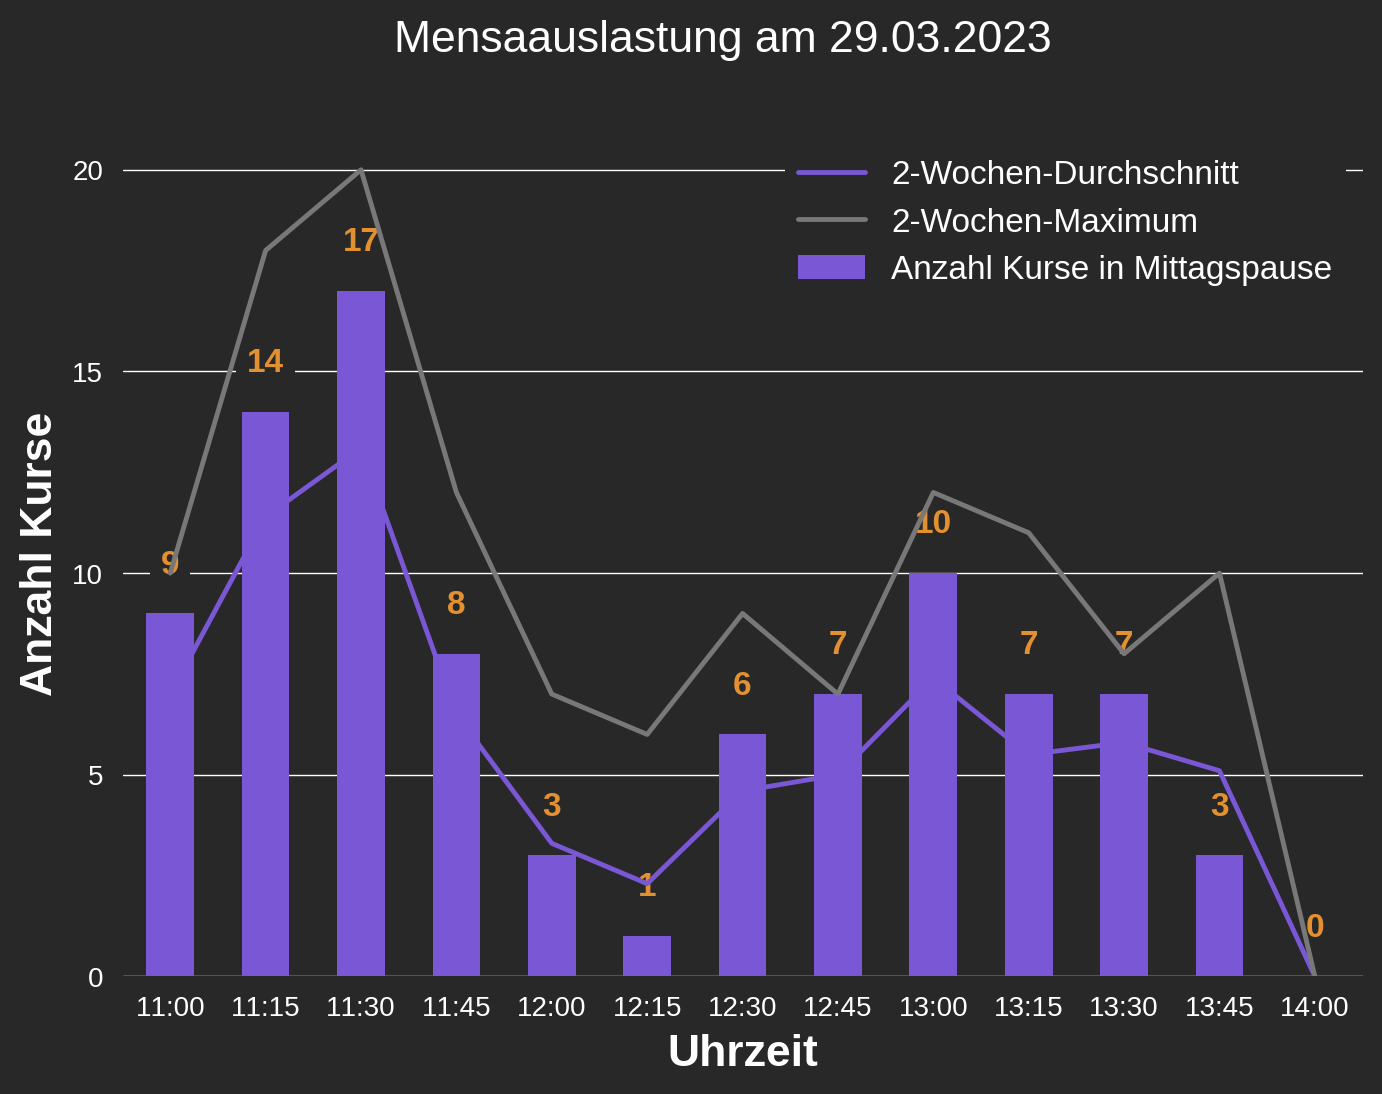 Mensaauslastung am 29.03.2023
2-Wochen-Durchschnitt
2-Wochen-Maximum
Anzahl Kurse in Mittagspause
Anzahl Kurse
20
15
10
5
0
9
14
17
8
3
1
6
7
10
7
7
3
0
11:00 11:15 11:30 11:45 12:00 12:15 12:30 12:45 13:00 13:15 13:30 13:45 14:00
Uhrzeit